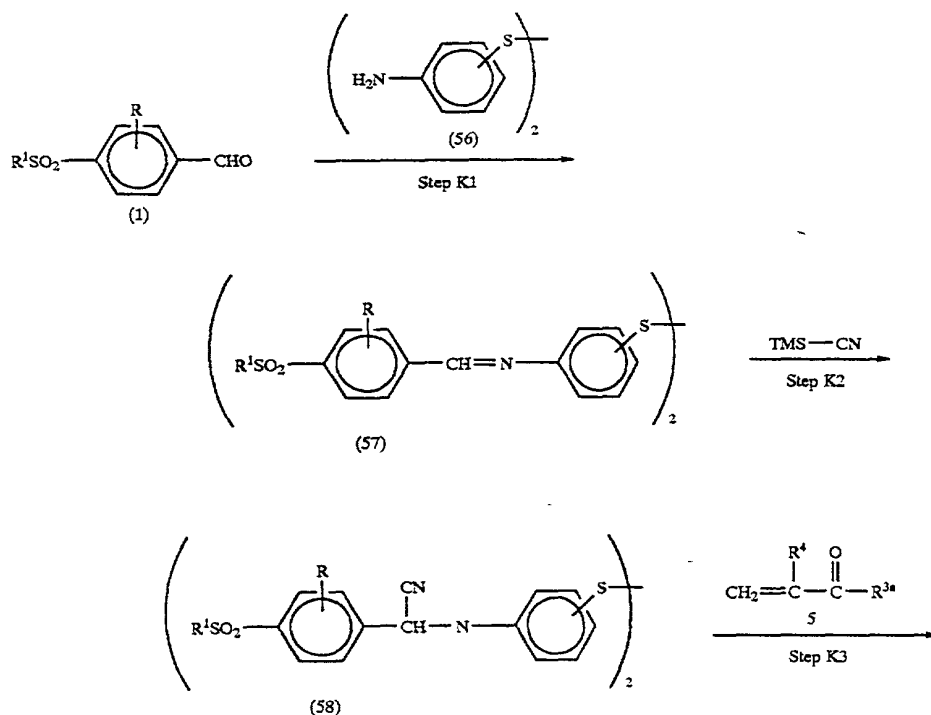 H₂N S
(56) 2
R
R¹SO₂ CHO
(1)
Step K1
R
R¹SO₂ CH=N S
(57) 2
TMS—CN
Step K2
R CN
R¹SO₂ CH—N S
(58) 2
R⁴ O
CH₂=C—C—R³ᵃ
5
Step K3